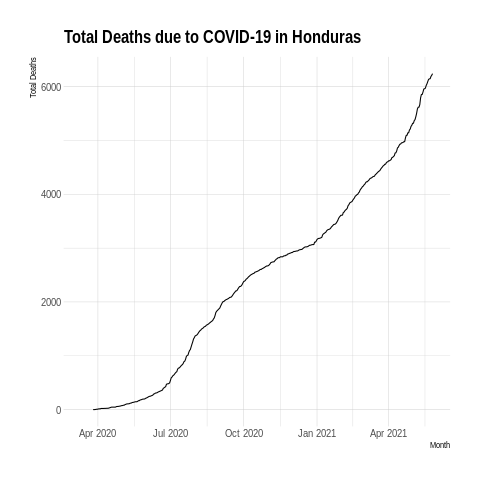 Total Deaths due to COVID-19 in Honduras
Total Deaths
6000
4000
2000
0
Apr 2020 Jul 2020 Oct 2020 Jan 2021 Apr 2021
Month